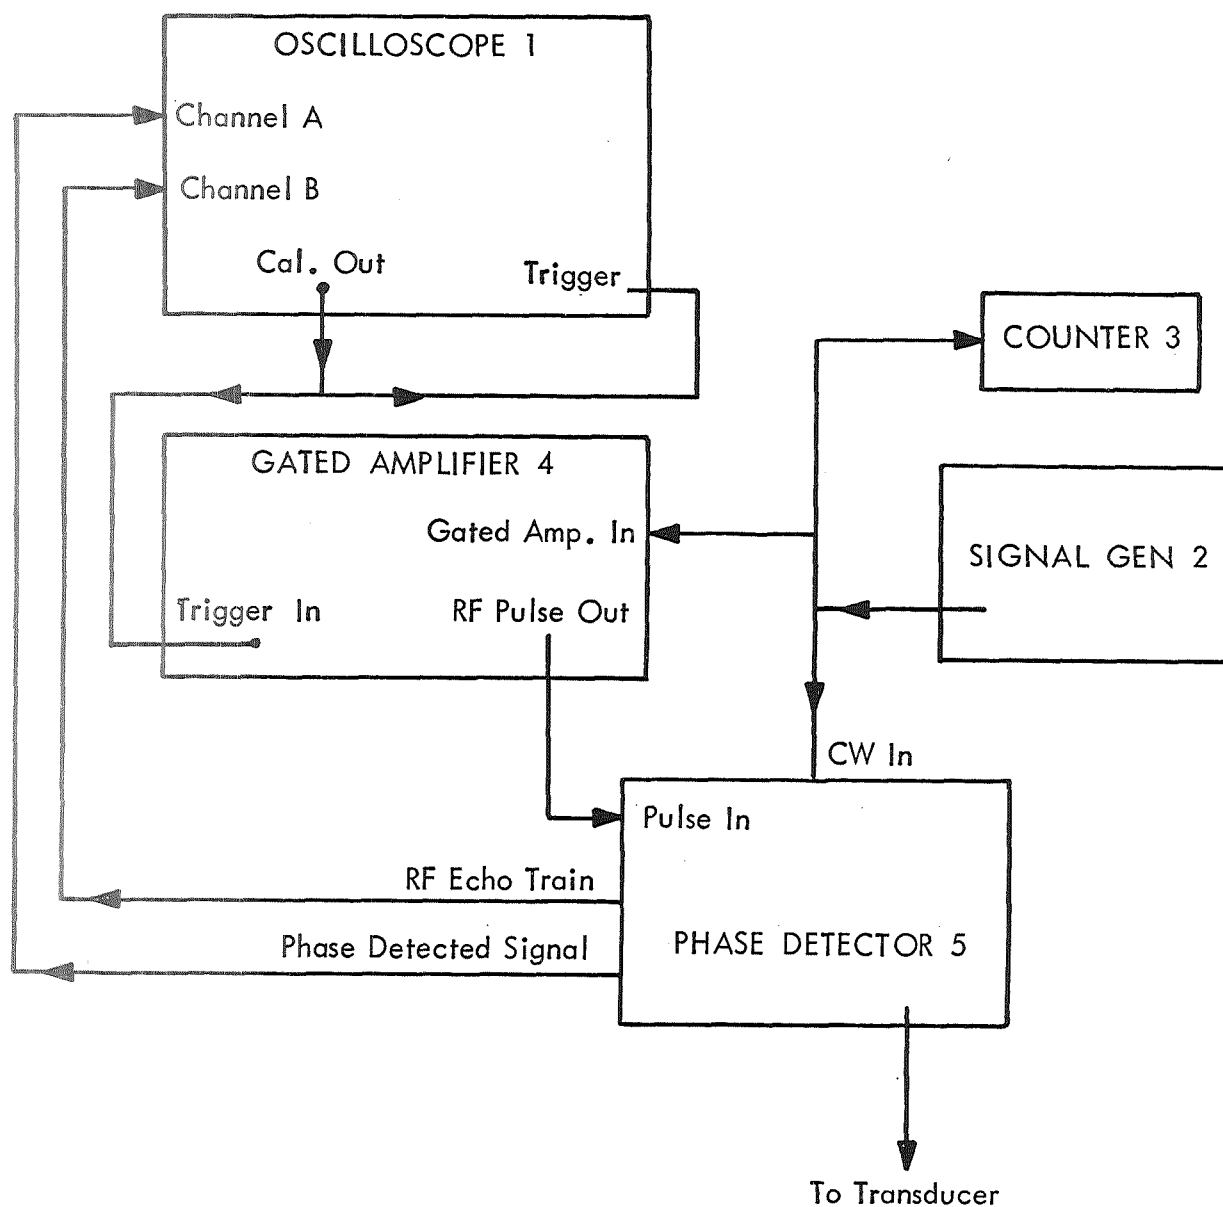 OSCILLOSCOPE 1
Channel A
Channel B
Cal. Out
Trigger
COUNTER 3
GATED AMPLIFIER 4
Gated Amp. In
SIGNAL GEN 2
Trigger In
RF Pulse Out
CW In
Pulse In
RF Echo Train
Phase Detected Signal
PHASE DETECTOR 5
To Transducer